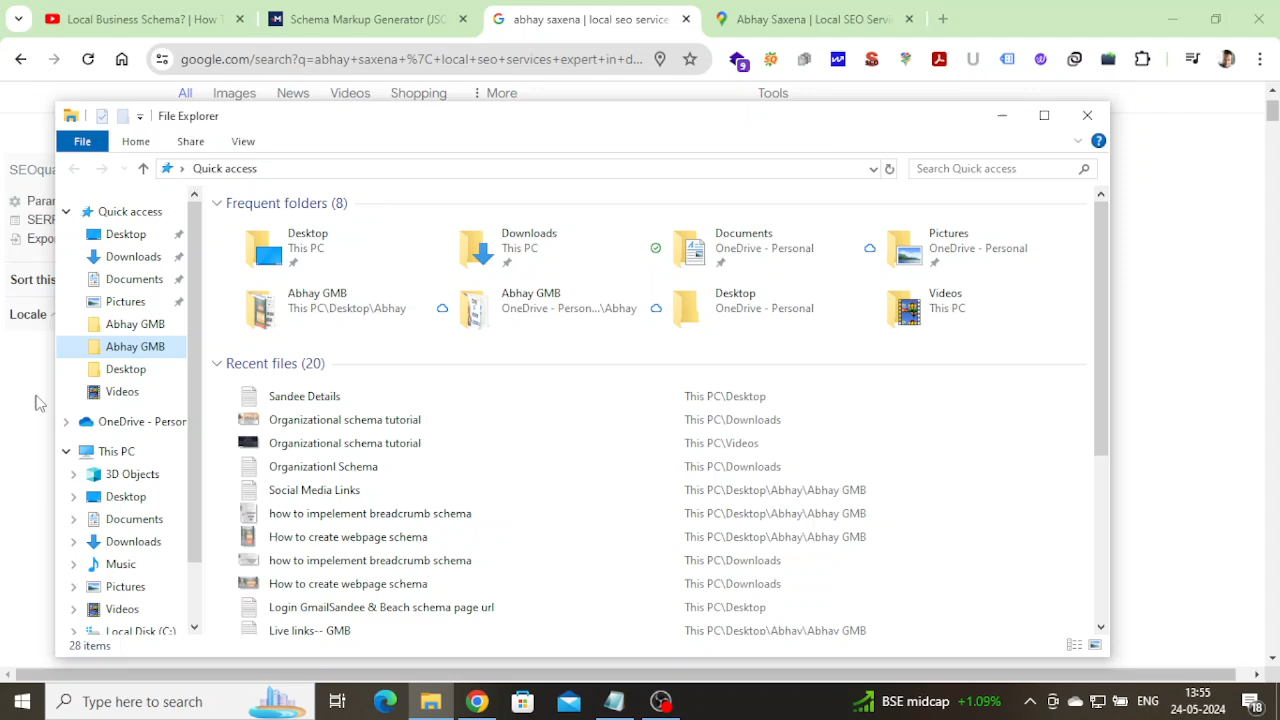 Local Business Schema? | How T
Schema Markup Generator (JSO
abhay saxena | local seo service
Abhay Saxena | Local SEO Servi
google.com/search?q=abhay+saxena+%7C+local+seo+services+expert+in+d...
9
All Images News Videos Shopping More Tools
File Explorer
File Home Share View
Quick access
Search Quick access
SEOqua
Paran
SERF
Expor
Sort this
Locale
Quick access
Desktop
Downloads
Documents
Pictures
Abhay GMB
Abhay GMB
Desktop
Videos
OneDrive - Person
This PC
3D Objects
Desktop
Documents
Downloads
Music
Pictures
Videos
Local Disk (C:)
Frequent folders (8)
Desktop
This PC
Downloads
This PC
Documents
OneDrive - Personal
Pictures
OneDrive - Personal
Abhay GMB
This PC\Desktop\Abhay
Abhay GMB
OneDrive - Person...\Abhay
Desktop
OneDrive - Personal
Videos
This PC
Recent files (20)
Sandee Details This PC\Desktop
Organizational schema tutorial This PC\Downloads
Organizational schema tutorial This PC\Videos
Organizationl Schema This PC\Downloads
Social Media Links This PC\Desktop\Abhay\Abhay GMB
how to impelement breadcrumb schema This PC\Desktop\Abhay\Abhay GMB
How to create webpage schema This PC\Desktop\Abhay\Abhay GMB
how to impelement breadcrumb schema This PC\Downloads
How to create webpage schema This PC\Downloads
Login Gmailsandee & Beach schema page url This PC\Desktop
Live links-- GMB This PC\Desktop\Abhay\Abhay GMB
28 items
Type here to search
BSE midcap +1.09%
ENG
13:55
24-05-2024
18